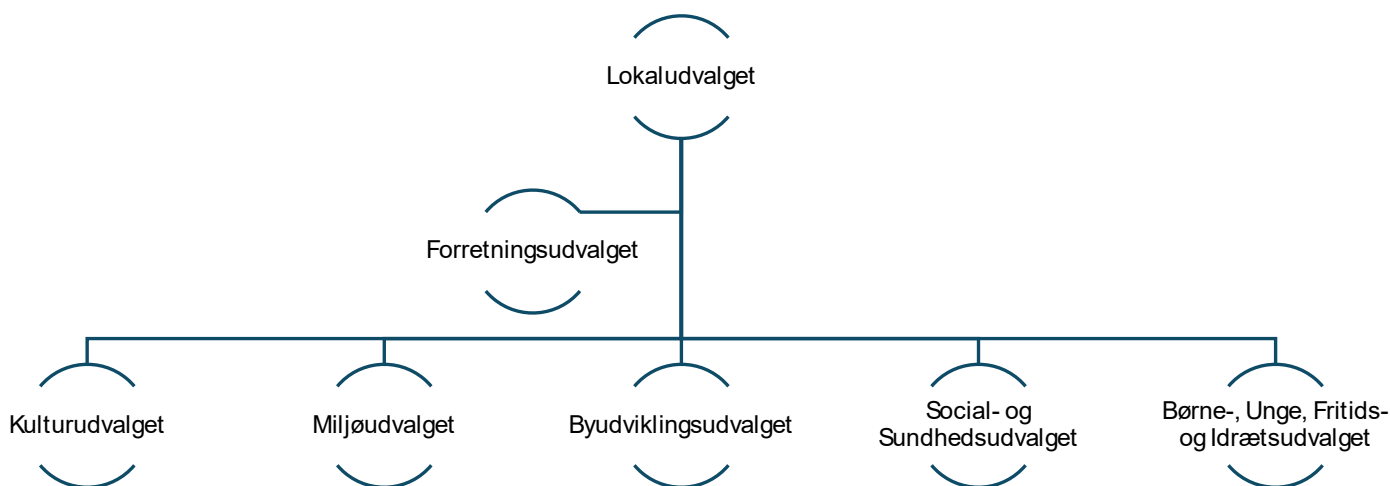 Lokaludvalget
Forretningsudvalget
Kulturudvalget
Miljøudvalget
Byudviklingsudvalget
Social- og
Sundhedsudvalget
Børne-, Unge, Fritids-
og Idrætsudvalget